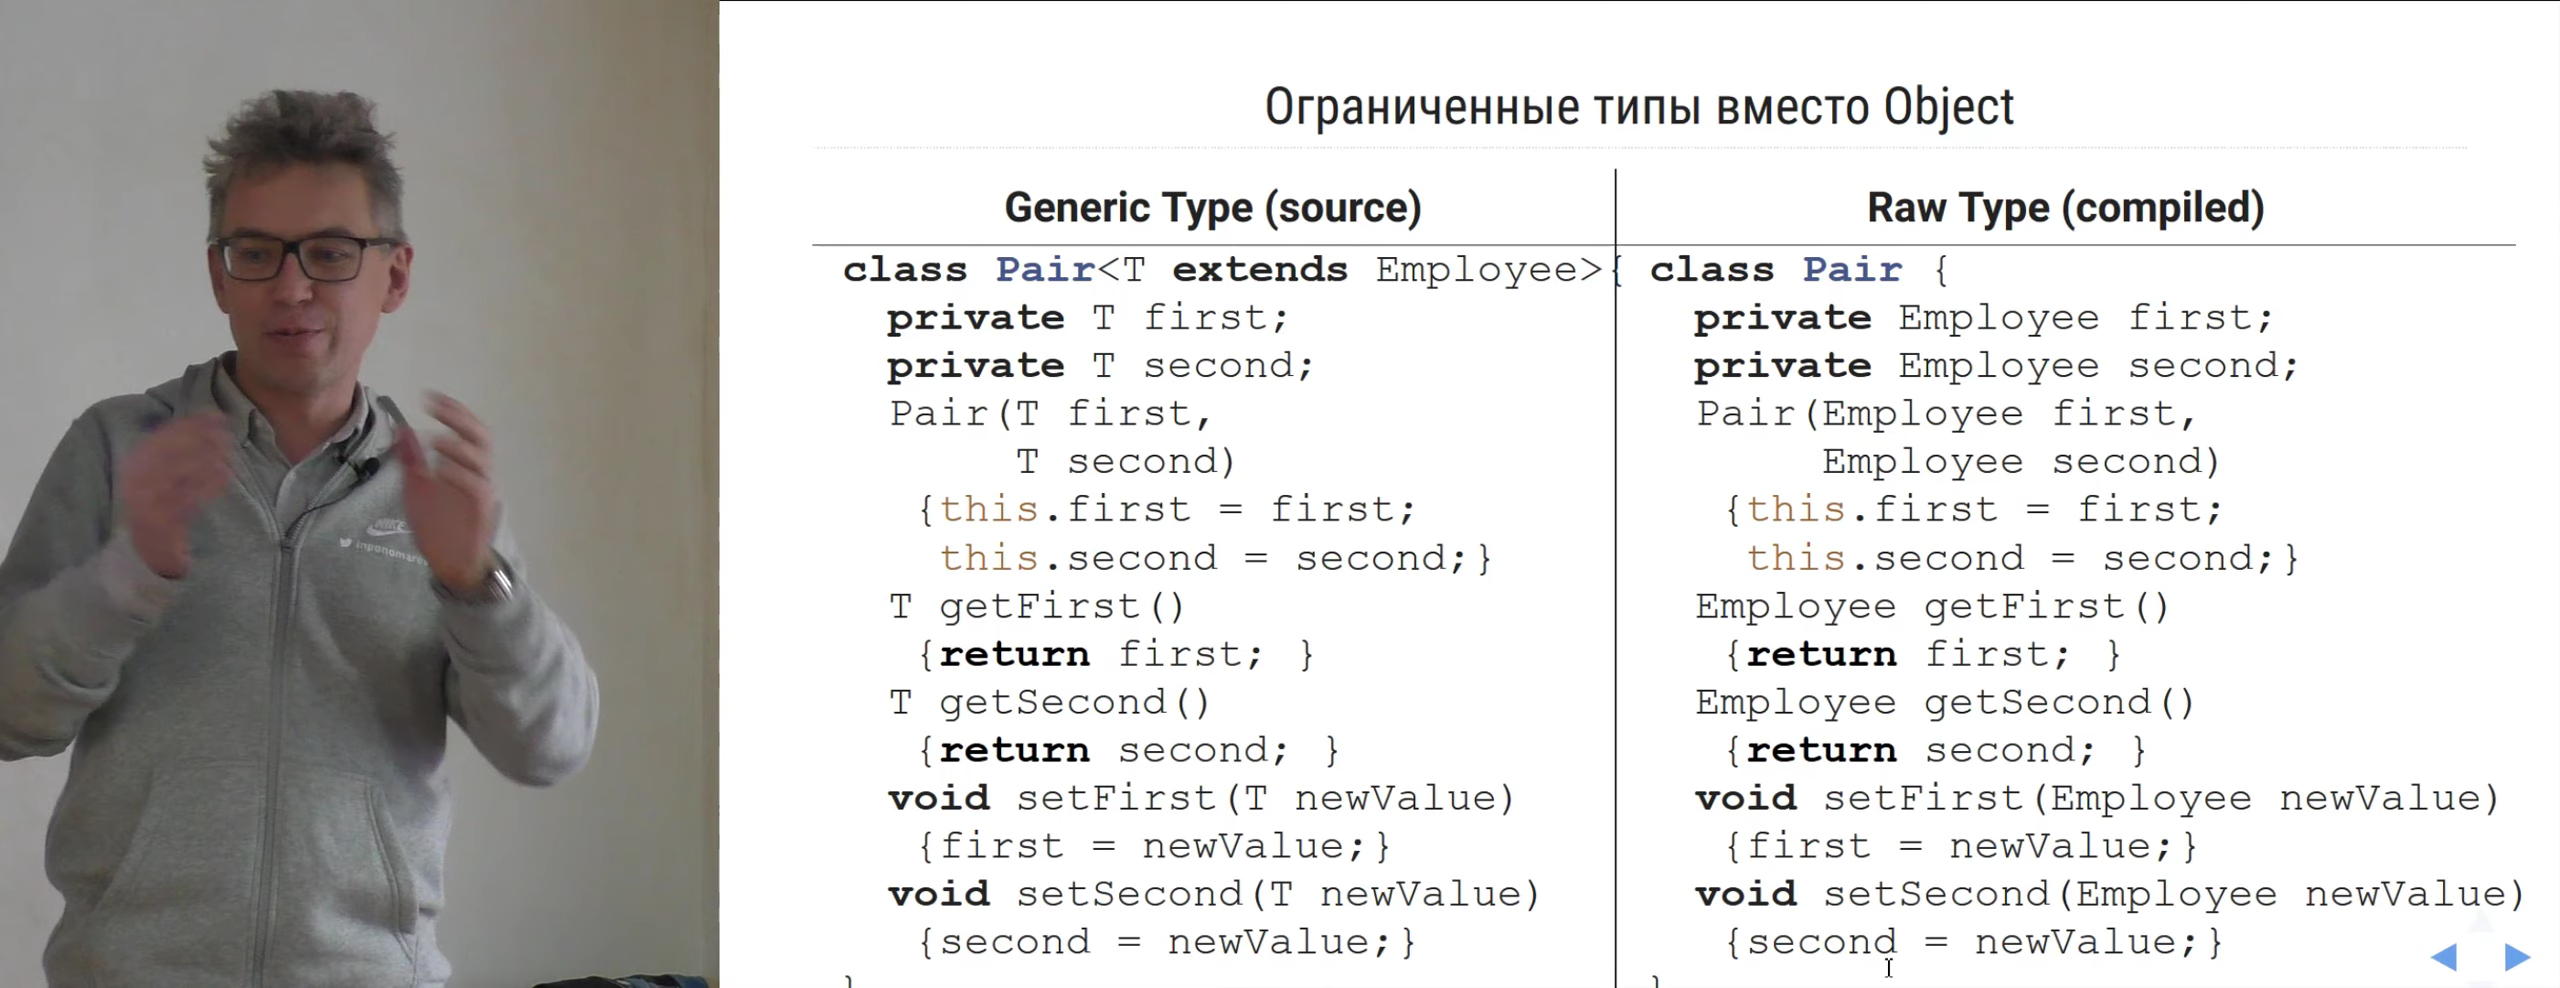 Ограниченные типы вместо Object
Generic Type (source)
class Pair<T extends Employee>{
private T first;
private T second;
Pair(T first,
T second)
{this.first = first;
this.second = second;}
T getFirst()
{return first; }
T getSecond()
{return second; }
void setFirst(T newValue)
{first = newValue;}
void setSecond(T newValue)
{second = newValue;}
}
Raw Type (compiled)
class Pair {
private Employee first;
private Employee second;
Pair(Employee first,
Employee second)
{this.first = first;
this.second = second;}
Employee getFirst()
{return first; }
Employee getSecond()
{return second; }
void setFirst(Employee newValue)
{first = newValue;}
void setSecond(Employee newValue)
{second = newValue;}
}
NIKE